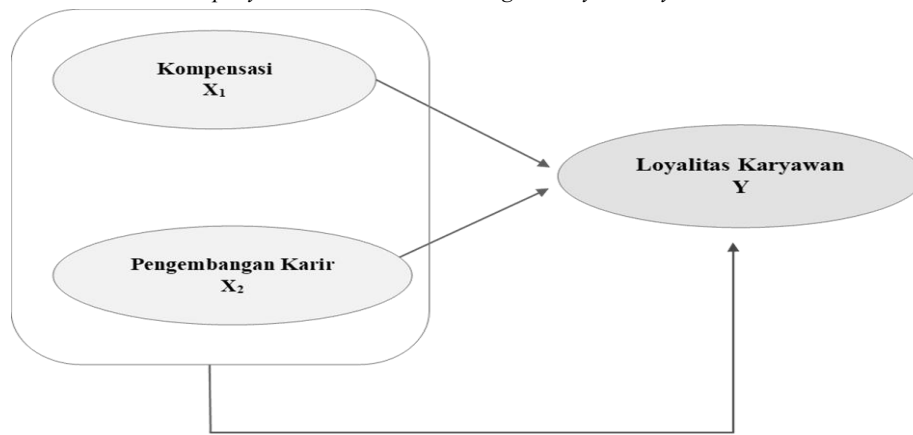 Kompensasi
X₁
Loyalitas Karyawan
Y
Pengembangan Karir
X₂